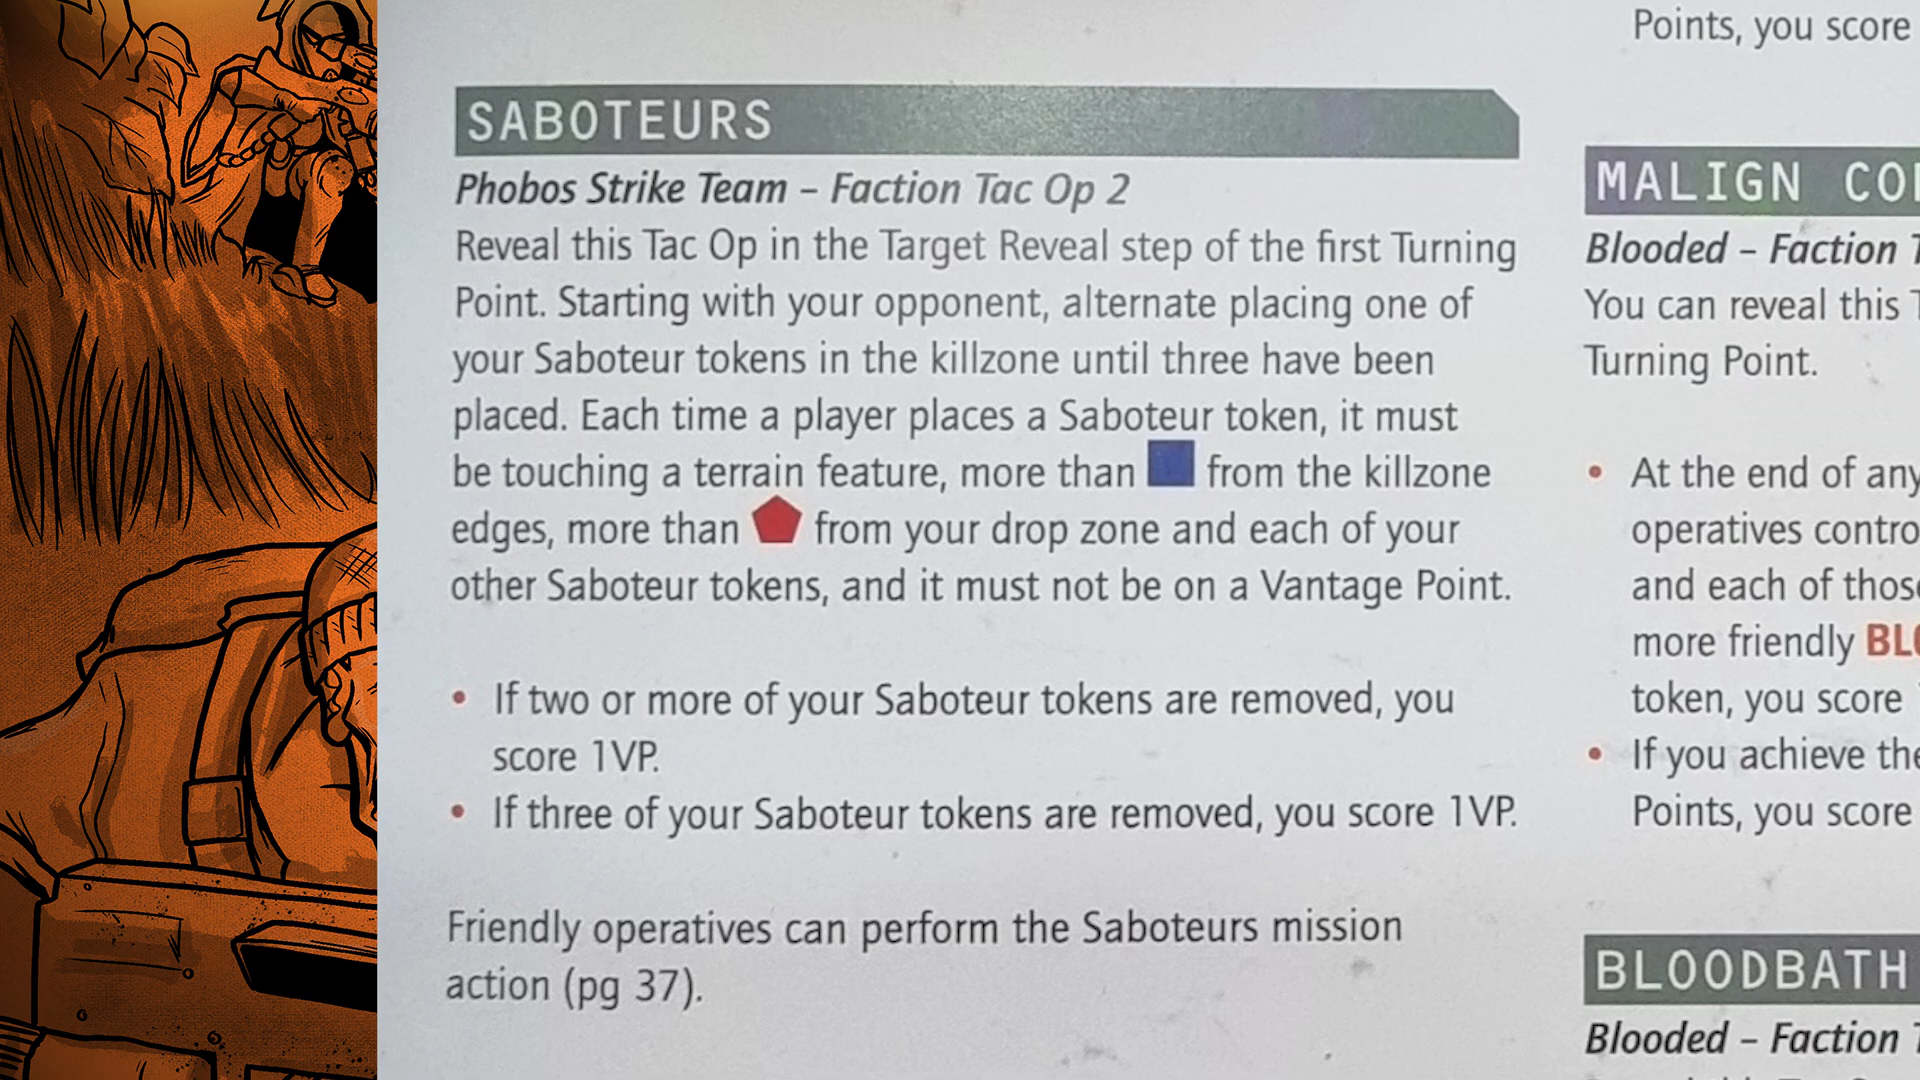 SABOTEURS
Phobos Strike Team – Faction Tac Op 2
Reveal this Tac Op in the Target Reveal step of the first Turning
Point. Starting with your opponent, alternate placing one of
your Saboteur tokens in the killzone until three have been
placed. Each time a player places a Saboteur token, it must
be touching a terrain feature, more than from the killzone
edges, more than from your drop zone and each of your
other Saboteur tokens, and it must not be on a Vantage Point.
• If two or more of your Saboteur tokens are removed, you
score 1VP.
• If three of your Saboteur tokens are removed, you score 1VP.
Friendly operatives can perform the Saboteurs mission
action (pg 37).
Points, you score
MALIGN
Blooded – Faction
You can reveal this
Turning Point.
• At the end of any
operatives
and each of
more friendly
token, you score
• If you achieve
Points, you score
BLOODBATH
Blooded – Faction